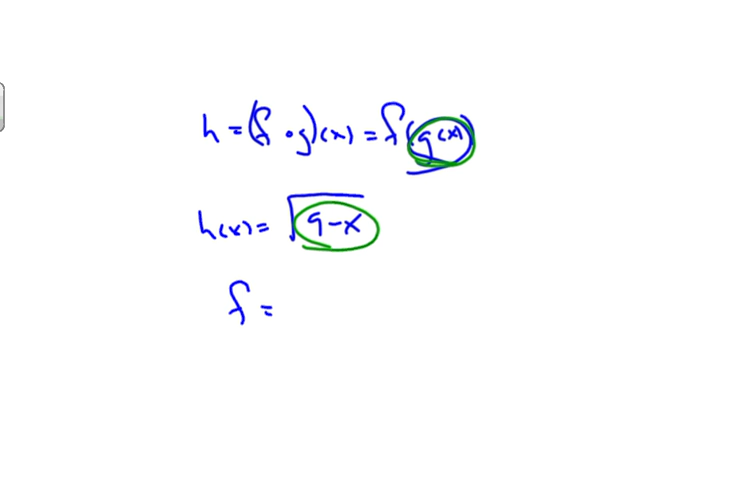 h = (f ∘ g)(x) = f(g(x))
h(x) = √9-x
f =